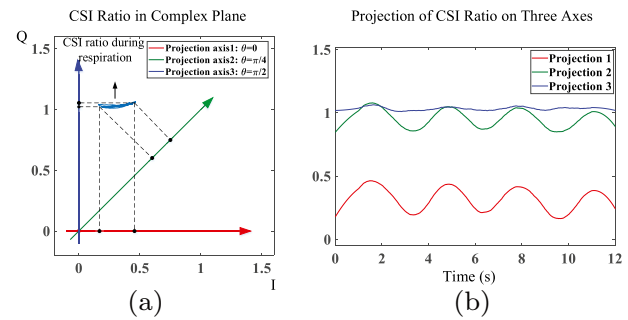 CSI Ratio in Complex Plane
Q
1.5
1
0.5
0
CSI ratio during
respiration
Projection axis1: θ=0
Projection axis2: θ=π/4
Projection axis3: θ=π/2
0 0.5 1 1.5
I
(a)
Projection of CSI Ratio on Three Axes
1.5
1
0.5
0
Projection 1
Projection 2
Projection 3
0 2 4 6 8 10 12
Time (s)
(b)